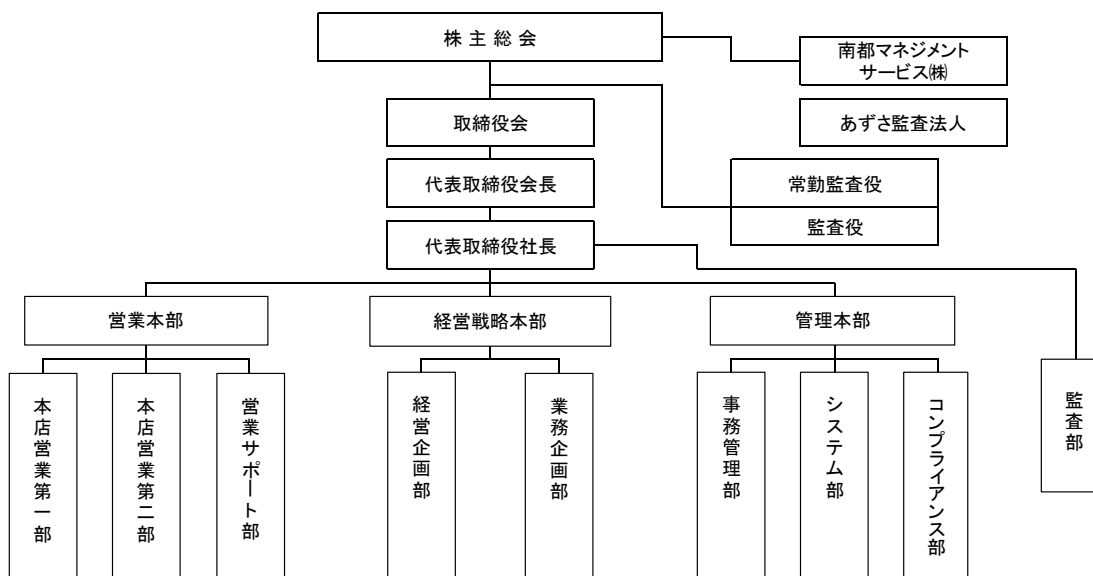 株主総会
南都マネジメント
サービス㈱
取締役会
あずさ監査法人
代表取締役会長
常勤監査役
監査役
代表取締役社長
営業本部
経営戦略本部
管理本部
本店営業第一部
本店営業第二部
営業サポート部
経営企画部
業務企画部
事務管理部
システム部
コンプライアンス部
監査部